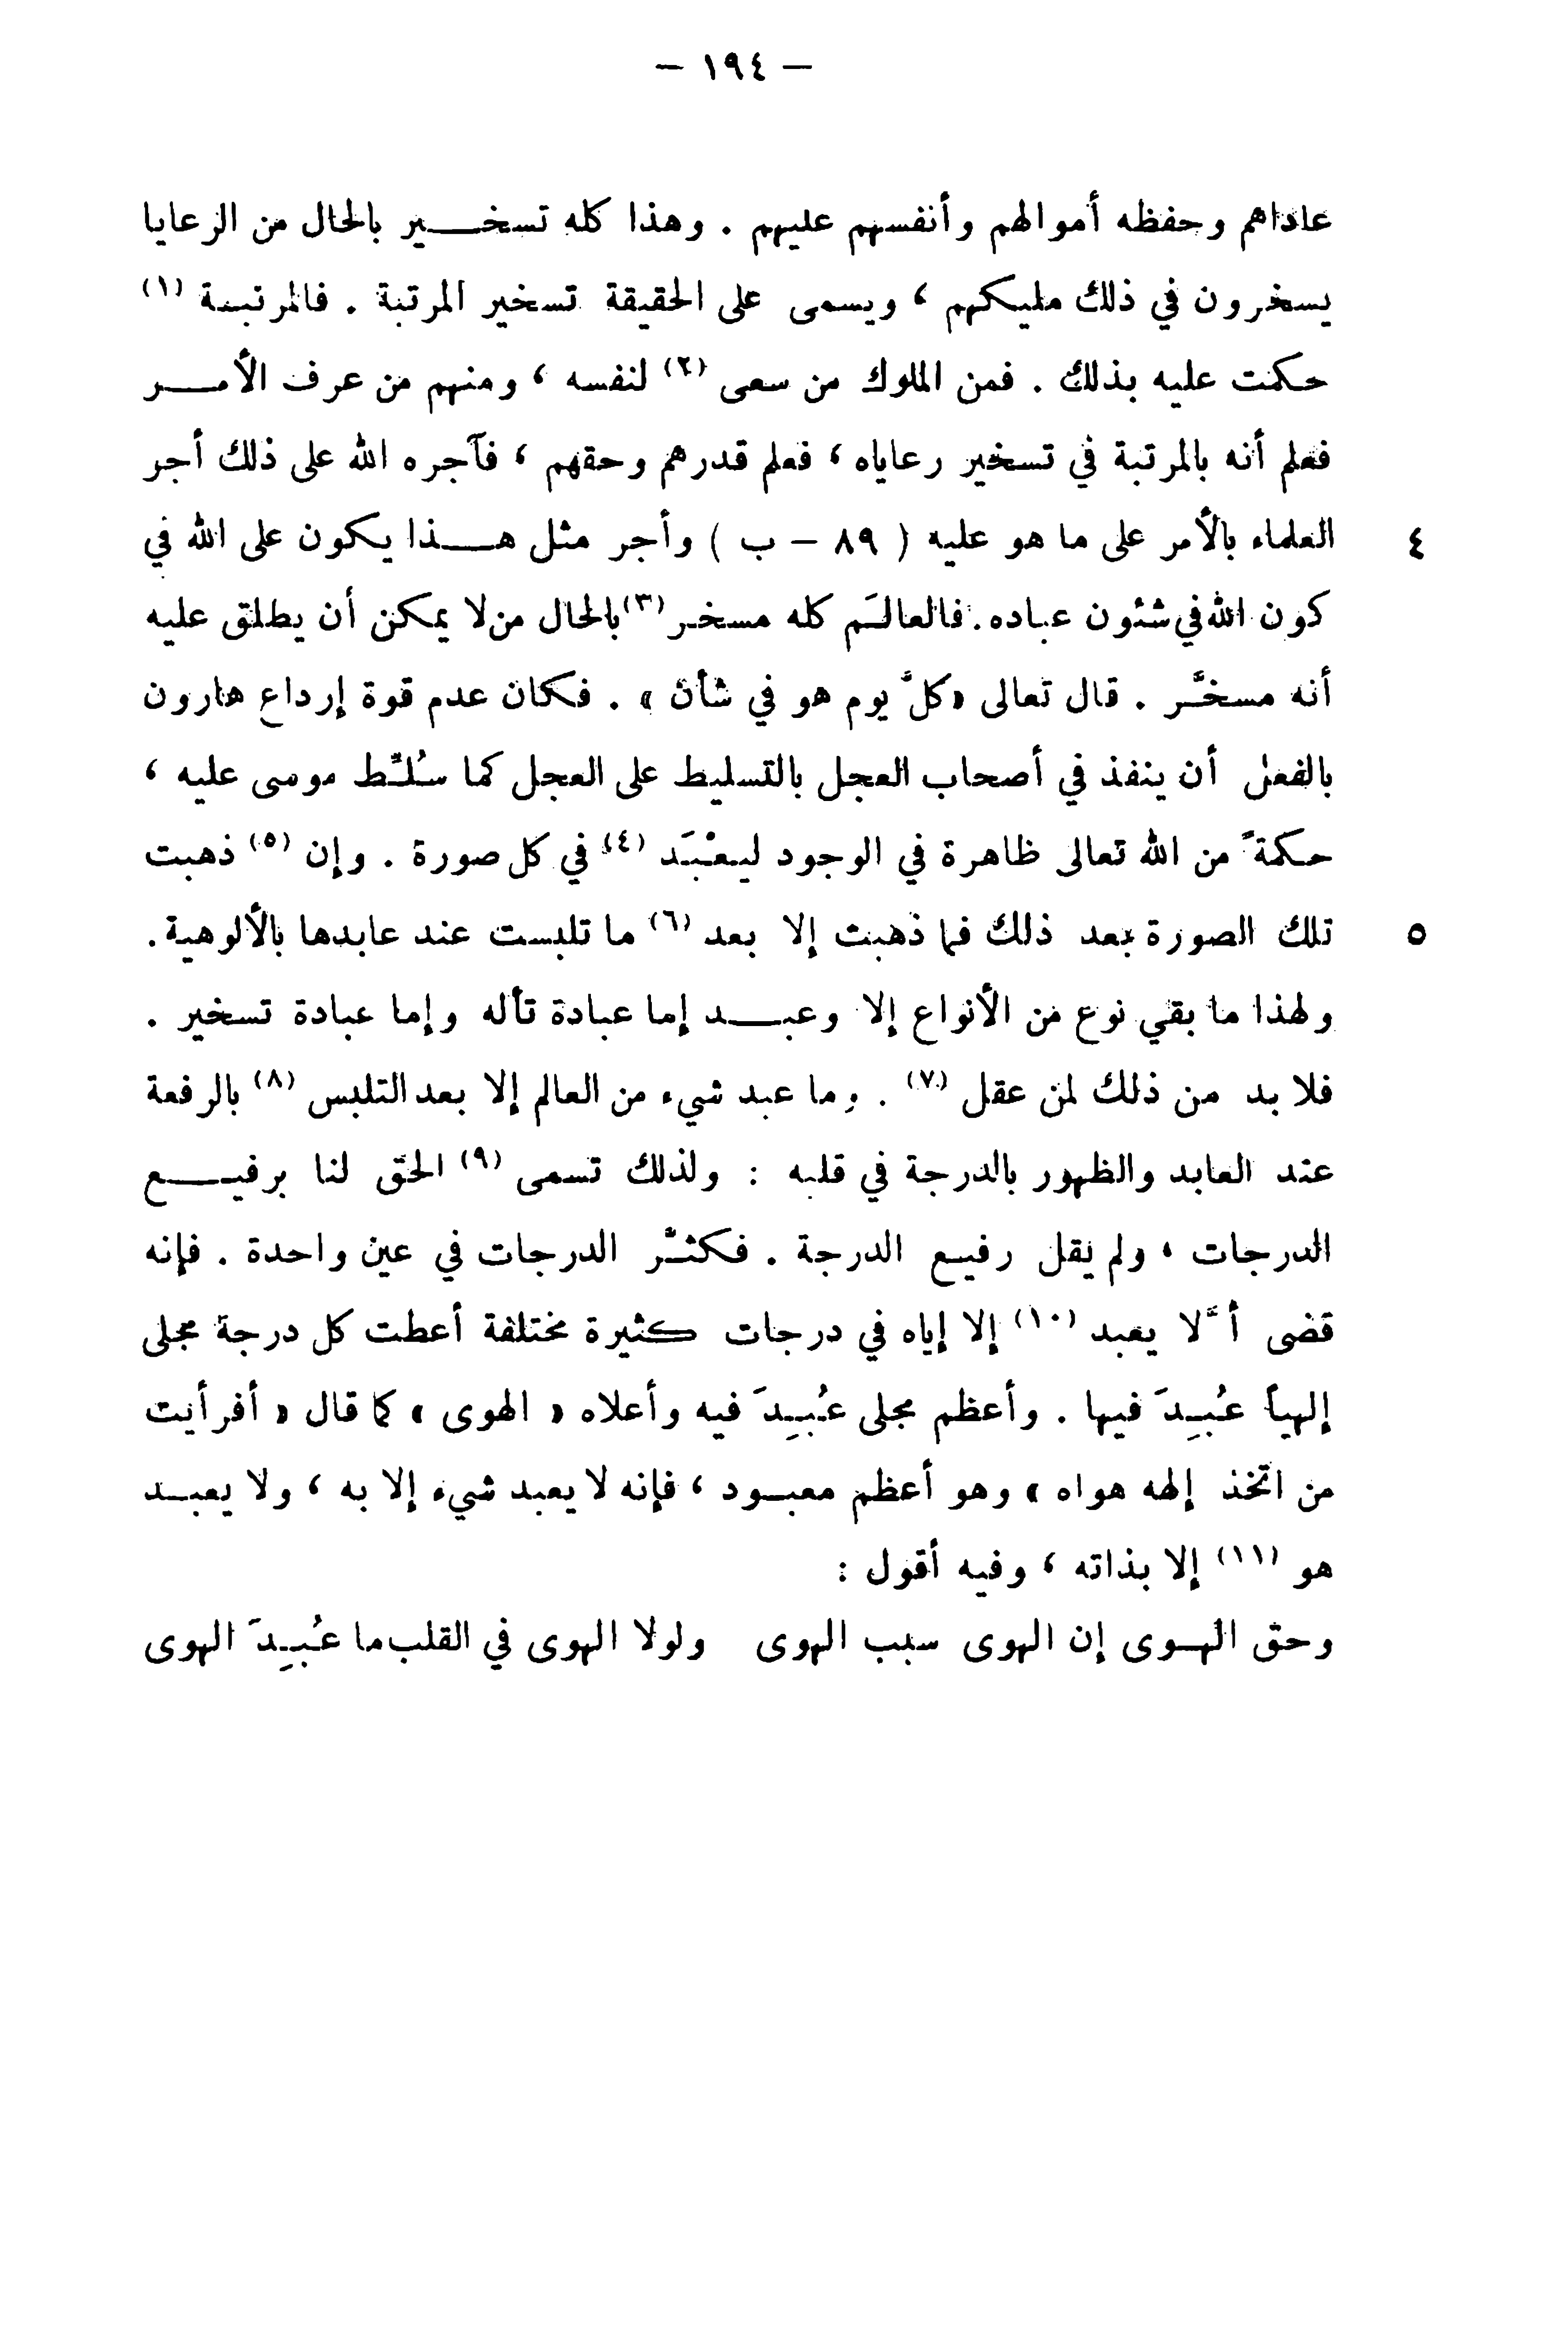 – ١٩٤ –
عاداهم وحفظه أموالهم وأنفسهم عليهم . وهذا كله تسخير بالحال من الرعايا
يسخرون في ذلك مليكهم ، ويسمى على الحقيقة تسخير المرتبة . فالمرتبة (١)
حكمت عليه بذلك . فمن الملوك من سعى (٢) لنفسه ، ومنهم من عرف الأمر
فعلم أنه بالمرتبة في تسخير رعاياه ، فعلم قدرهم وحقهم ، فآجره الله على ذلك أجر
٤ العلماء بالأمر على ما هو عليه ( ٨٩ – ب ) وأجر مثل هذا يكون على الله في
كون الله في شئون عباده. فالعالَم كله مسخر (٣) بالحال من لا يمكن أن يطلق عليه
أنه مسخَّر . قال تعالى «كلَّ يوم هو في شأن » . فكان عدم قوة إرداع هارون
بالفعل أن ينفذ في أصحاب العجل بالتسليط على العجل كما سُلِّط موسى عليه ،
حكمةً من الله تعالى ظاهرة في الوجود ليعْبَد (٤) في كل صورة . وإن (٥) ذهبت
٥ تلك الصورة بعد ذلك فما ذهبت إلا بعد (٦) ما تلبست عند عابدها بالألوهية.
ولهذا ما بقي نوع من الأنواع إلا وعبد إما عبادة تأله وإما عبادة تسخير .
فلا بد من ذلك لمن عقل (٧) . وما عبد شيء من العالم إلا بعد التلبس (٨) بالرفعة
عند العابد والظهور بالدرجة في قلبه : ولذلك تسمى (٩) الحق لنا برفيع
الدرجات ، ولم يقل رفيع الدرجة . فكثَّر الدرجات في عين واحدة . فإنه
قضى ألَّا يعبد (١٠) إلا إياه في درجات كثيرة مختلفة أعطت كل درجة مجلى
إلهياً عُبِدَ فيها . وأعظم مجلى عُبِدَ فيه وأعلاه « الهوى » كما قال « أفرأيت
من اتخذ إلهه هواه » وهو أعظم معبود ، فإنه لا يعبد شيء إلا به ، ولا يعبد
هو (١١) إلا بذاته ، وفيه أقول :
وحق الهوى إن الهوى سبب الهوى ولولا الهوى في القلب ما عُبِدَ الهوى